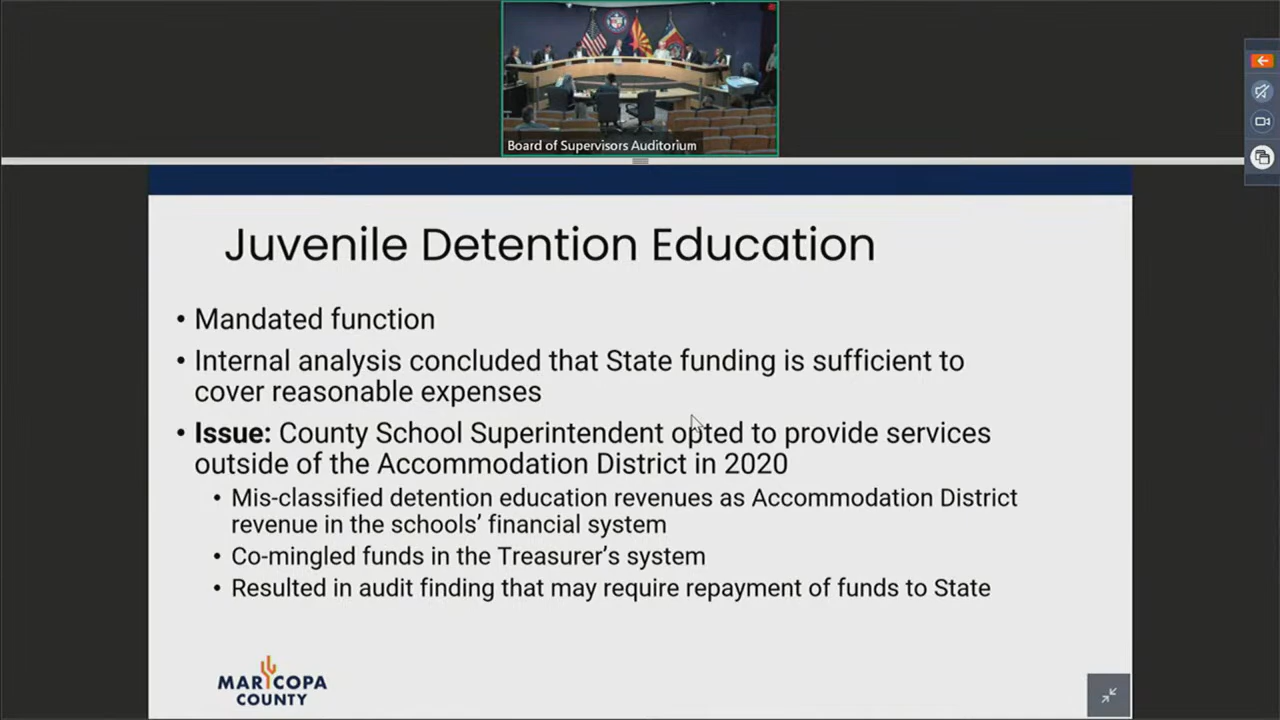 Board of Supervisors Auditorium
Juvenile Detention Education
• Mandated function
• Internal analysis concluded that State funding is sufficient to
cover reasonable expenses
• Issue: County School Superintendent opted to provide services
outside of the Accommodation District in 2020
• Mis-classified detention education revenues as Accommodation District
revenue in the schools’ financial system
• Co-mingled funds in the Treasurer’s system
• Resulted in audit finding that may require repayment of funds to State
MARICOPA
COUNTY